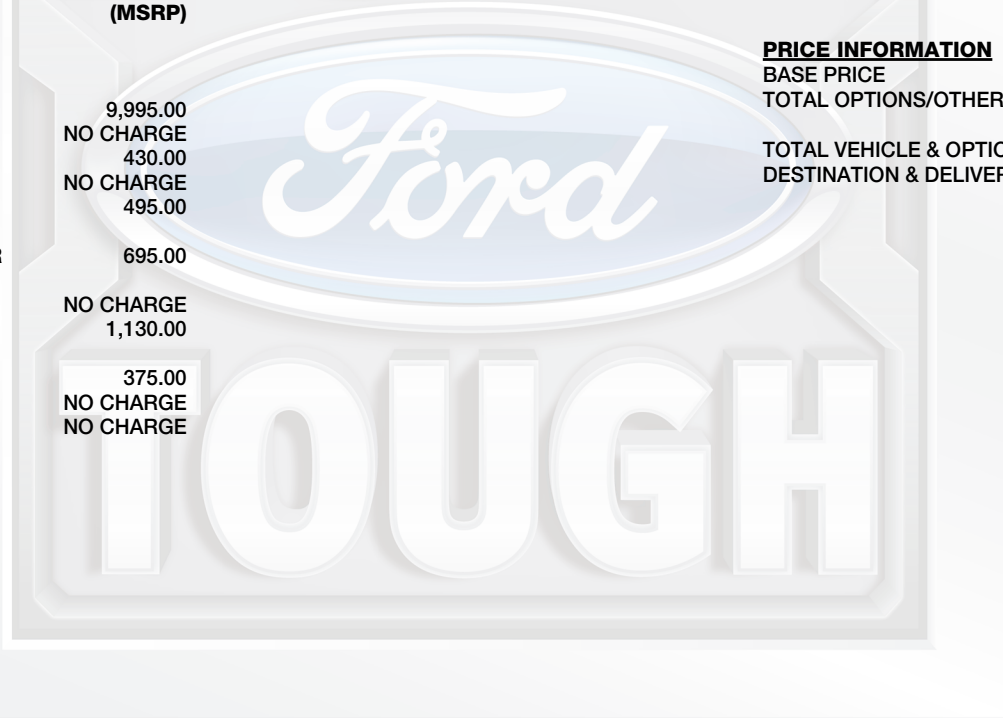 (MSRP)
9,995.00
NO CHARGE
430.00
NO CHARGE
495.00
R 695.00
NO CHARGE
1,130.00
375.00
NO CHARGE
NO CHARGE
PRICE INFORMATION
BASE PRICE
TOTAL OPTIONS/OTHER
TOTAL VEHICLE & OPTIO
DESTINATION & DELIVER
Ford
TOUGH